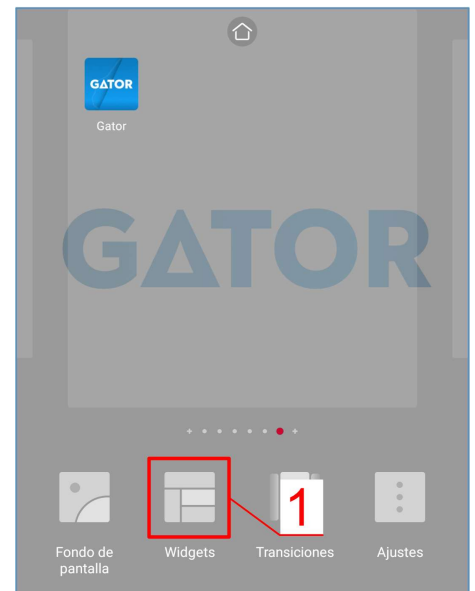 GATOR
Gator
GATOR
1
Fondo de
pantalla
Widgets
Transiciones
Ajustes